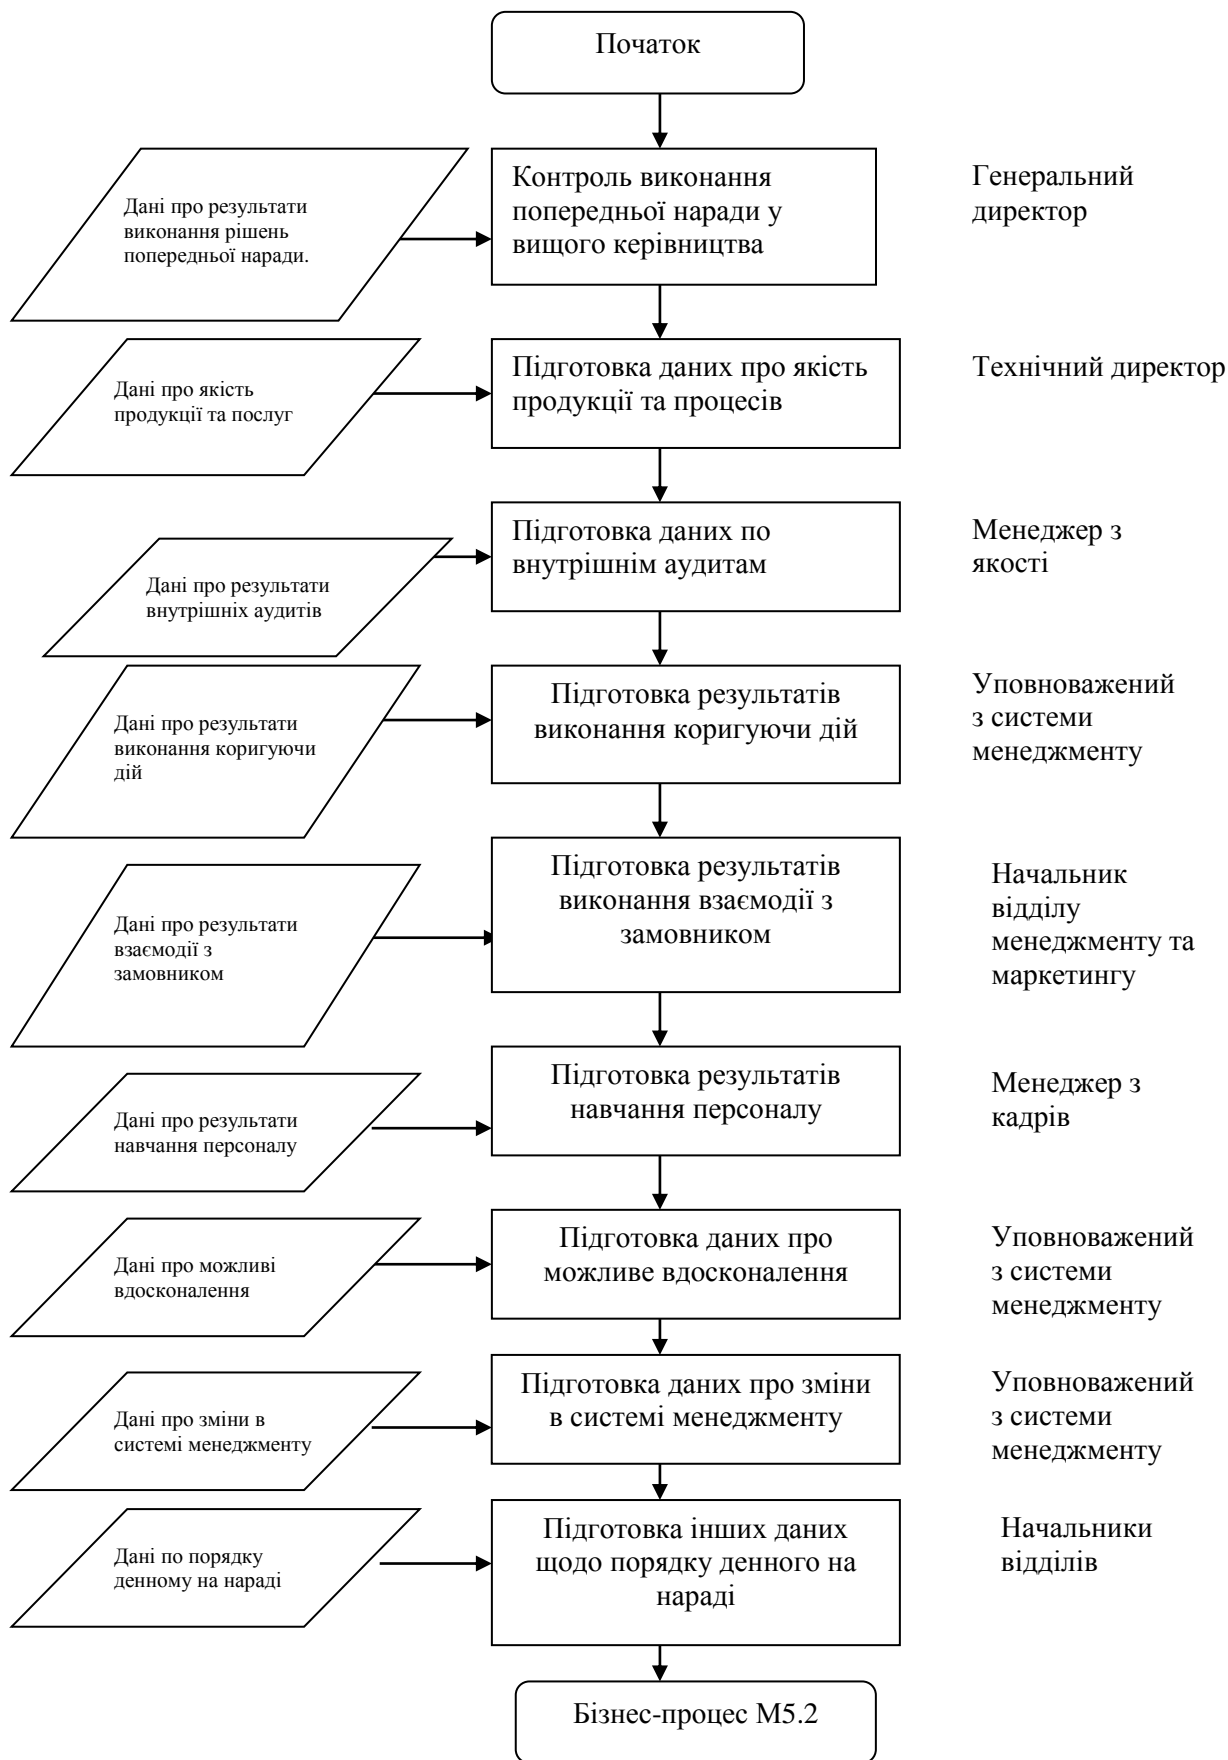 Початок
Дані про результати
виконання рішень
попередньої наради.
Контроль виконання
попередньої наради у
вищого керівництва
Генеральний
директор
Дані про якість
продукції та послуг
Підготовка даних про якість
продукції та процесів
Технічний директор
Дані про результати
внутрішніх аудитів
Підготовка даних по
внутрішнім аудитам
Менеджер з
якості
Дані про результати
виконання коригуючи
дій
Підготовка результатів
виконання коригуючи дій
Уповноважений
з системи
менеджменту
Дані про результати
взаємодії з
замовником
Підготовка результатів
виконання взаємодії з
замовником
Начальник
відділу
менеджменту та
маркетингу
Дані про результати
навчання персоналу
Підготовка результатів
навчання персоналу
Менеджер з
кадрів
Дані про можливі
вдосконалення
Підготовка даних про
можливе вдосконалення
Уповноважений
з системи
менеджменту
Дані про зміни в
системі менеджменту
Підготовка даних про зміни
в системі менеджменту
Уповноважений
з системи
менеджменту
Дані по порядку
денному на нараді
Підготовка інших даних
щодо порядку денного на
нараді
Начальники
відділів
Бізнес-процес М5.2